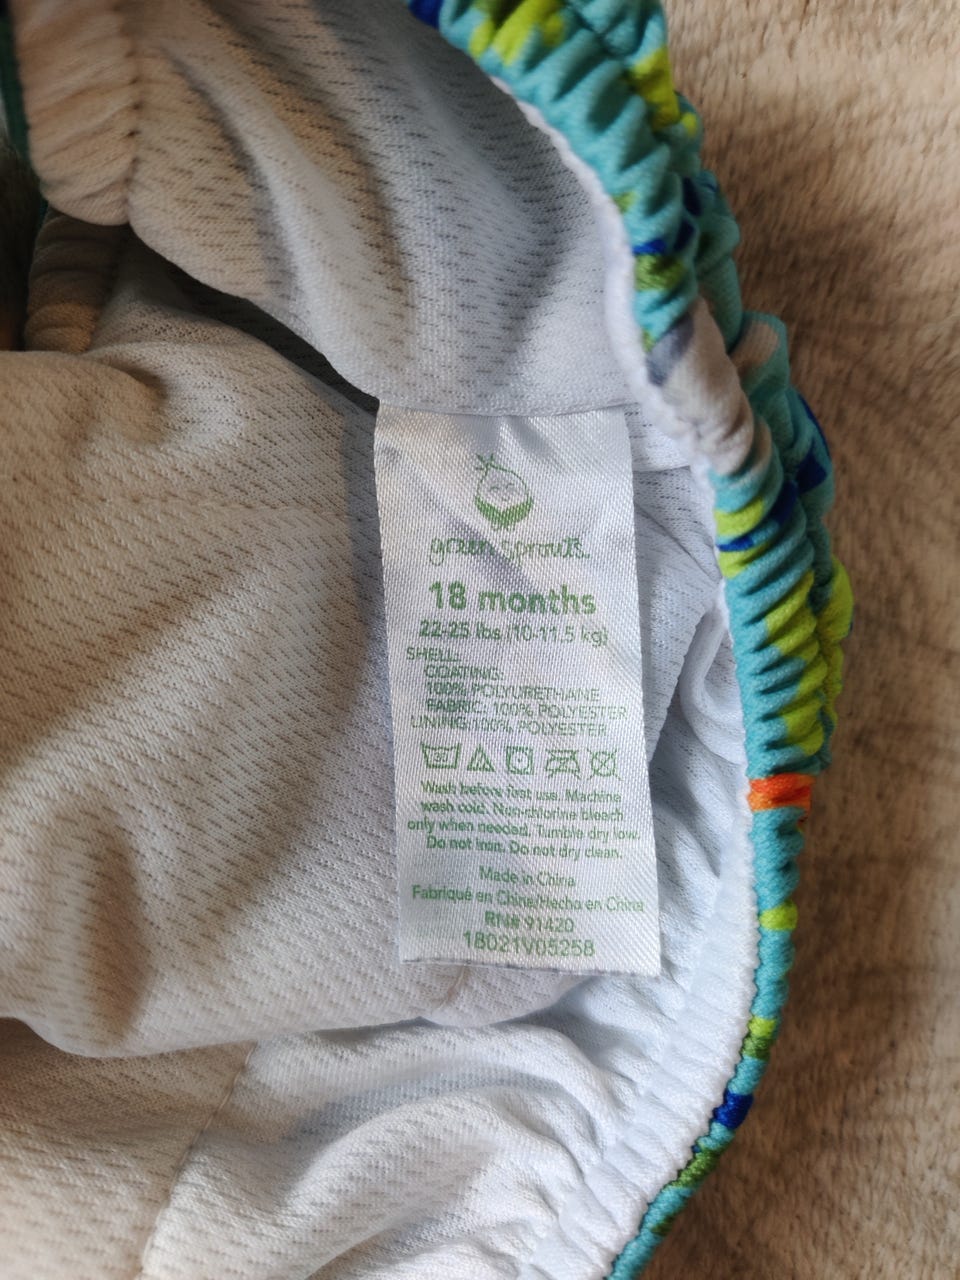 green sprouts
18 months
22-25 lbs (10-11.5 kg)
SHELL:
COATING:
100% POLYURETHANE
FABRIC: 100% POLYESTER
LINING:100% POLYESTER
Wash before first use. Machine
wash cold. Non-chlorine bleach
only when needed. Tumble dry low.
Do not iron. Do not dry clean.
Made in China
Fabriqué en Chine/Hecho en China
RN# 91420
18021V05258